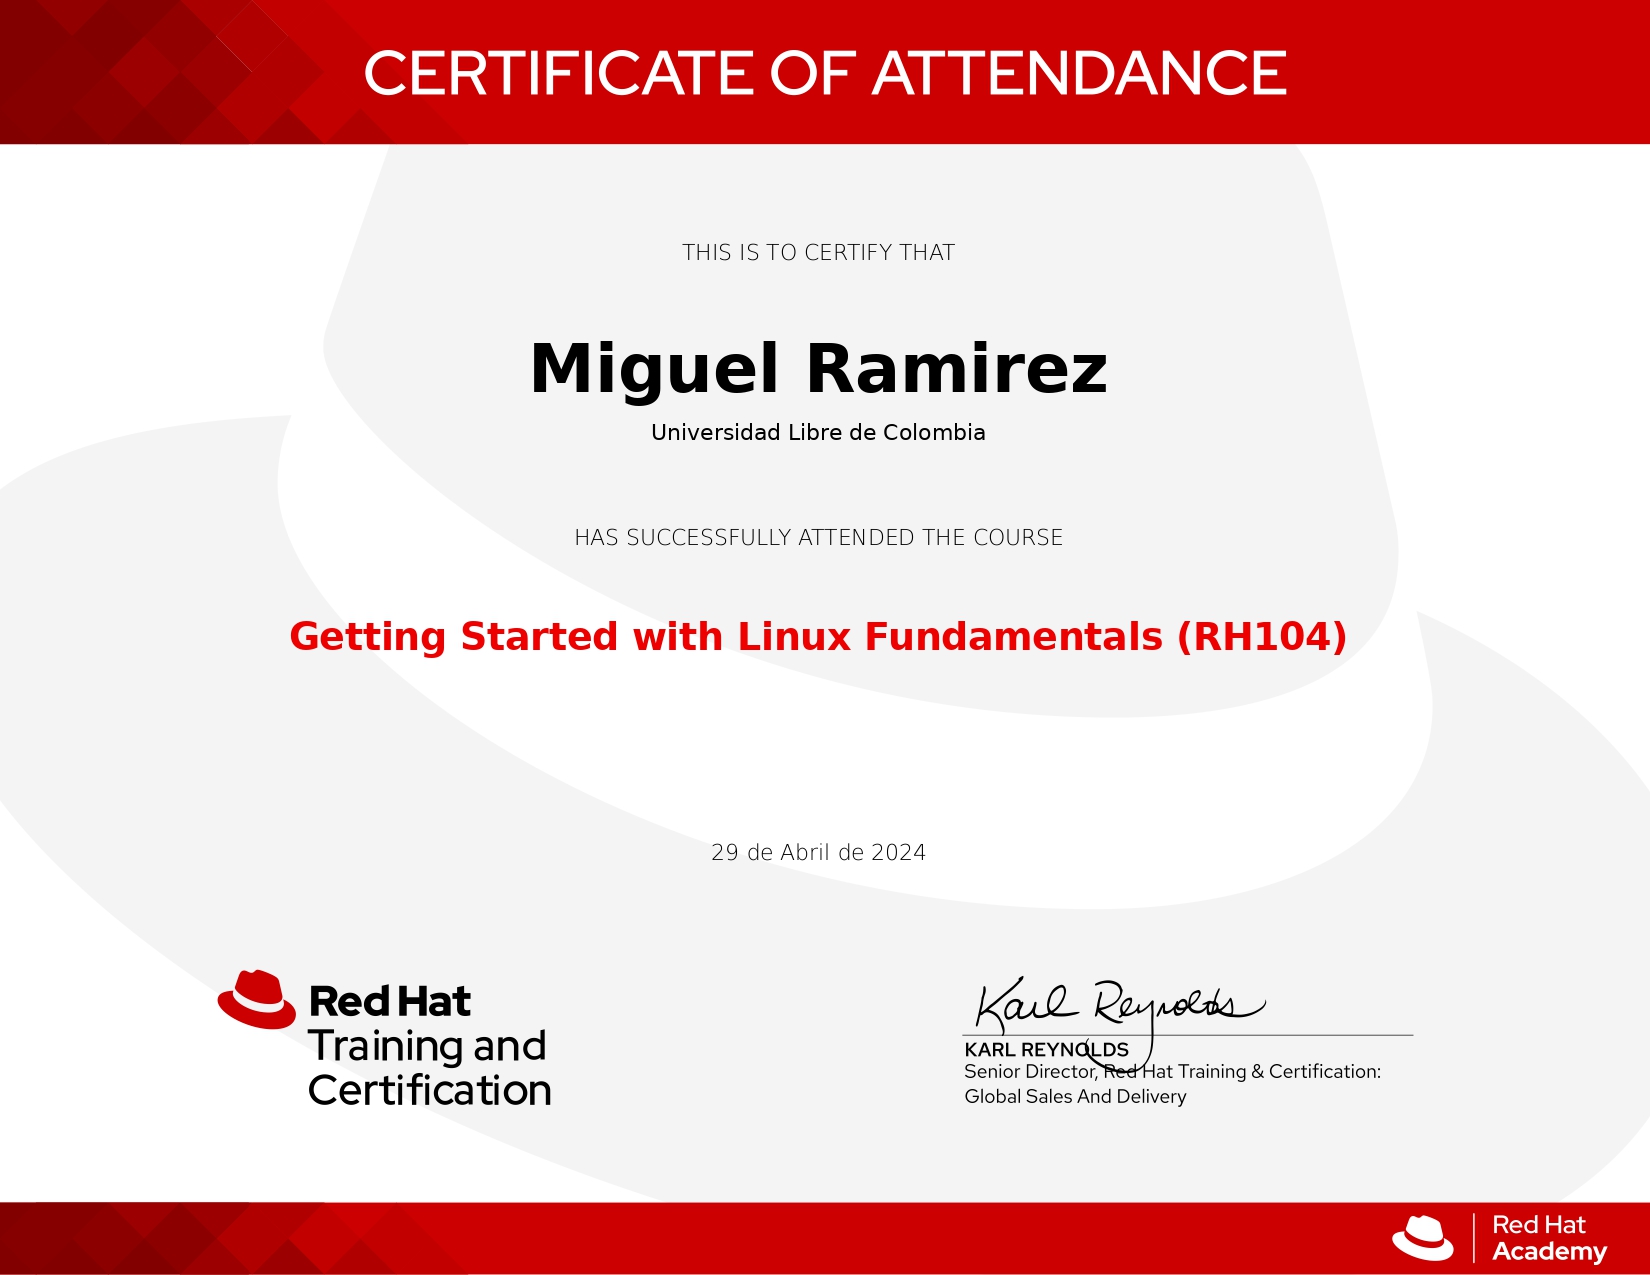 CERTIFICATE OF ATTENDANCE
THIS IS TO CERTIFY THAT
Miguel Ramirez
Universidad Libre de Colombia
HAS SUCCESSFULLY ATTENDED THE COURSE
Getting Started with Linux Fundamentals (RH104)
29 de Abril de 2024
Red Hat
Training and
Certification
Karl Reynolds
KARL REYNOLDS
Senior Director, Red Hat Training & Certification:
Global Sales And Delivery
Red Hat
Academy